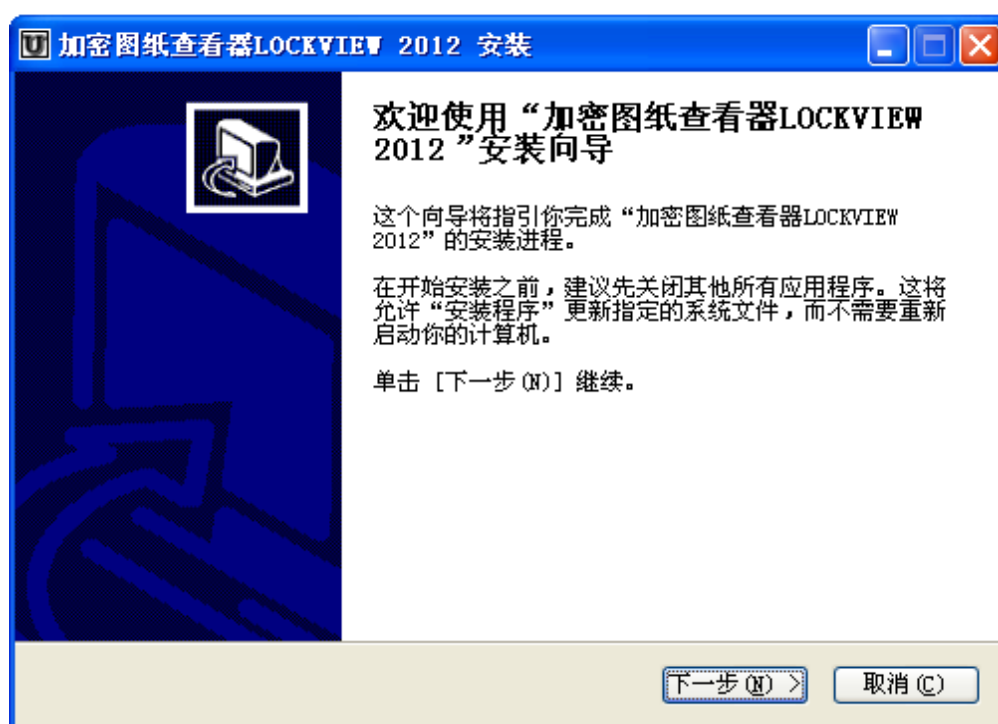 加密图纸查看器LOCKVIEW 2012 安装
欢迎使用“加密图纸查看器LOCKVIEW
2012”安装向导
这个向导将指引你完成“加密图纸查看器LOCKVIEW
2012”的安装进程。
在开始安装之前，建议先关闭其他所有应用程序。这将
允许“安装程序”更新指定的系统文件，而不需要重新
启动你的计算机。
单击 [下一步(N)] 继续。
下一步(N) >
取消(C)